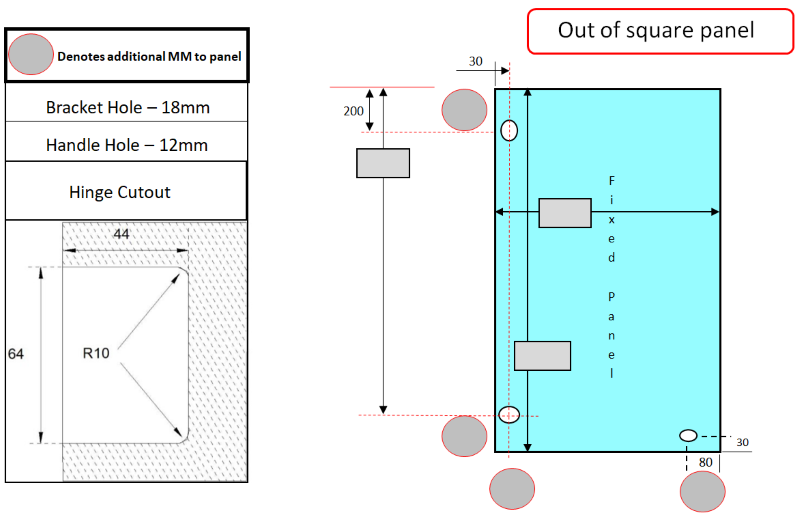 Out of square panel
Denotes additional MM to panel
Bracket Hole – 18mm
Handle Hole – 12mm
Hinge Cutout
44
64
R10
30
200
Fixed Panel
30
80